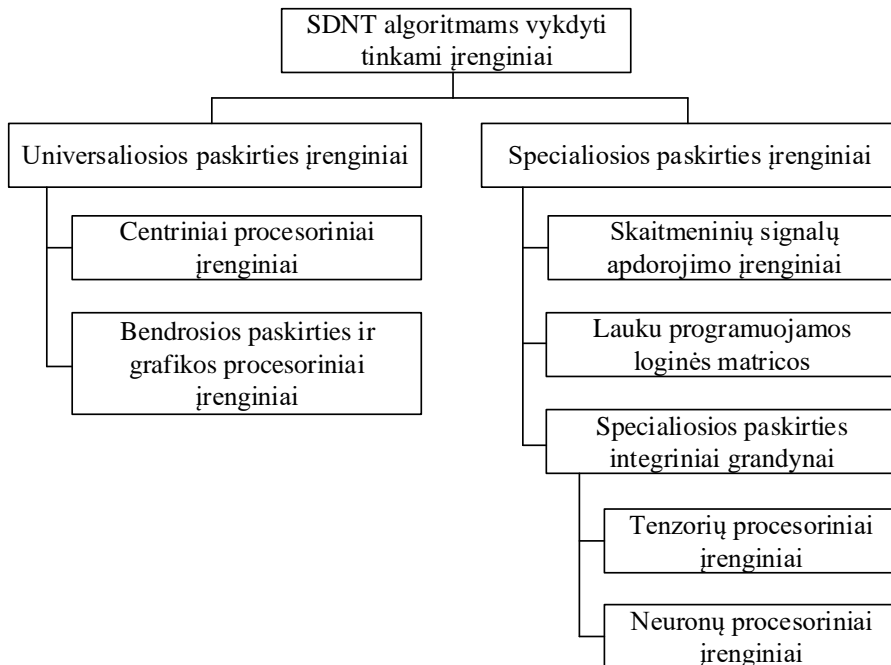 SDNT algoritmams vykdyti
tinkami įrenginiai
Universaliosios paskirties įrenginiai
Specialiosios paskirties įrenginiai
Centriniai procesoriniai
įrenginiai
Bendrosios paskirties ir
grafikos procesoriniai
įrenginiai
Skaitmeninių signalų
apdorojimo įrenginiai
Lauku programuojamos
loginės matricos
Specialiosios paskirties
integriniai grandynai
Tenzorių procesoriniai
įrenginiai
Neuronų procesoriniai
įrenginiai